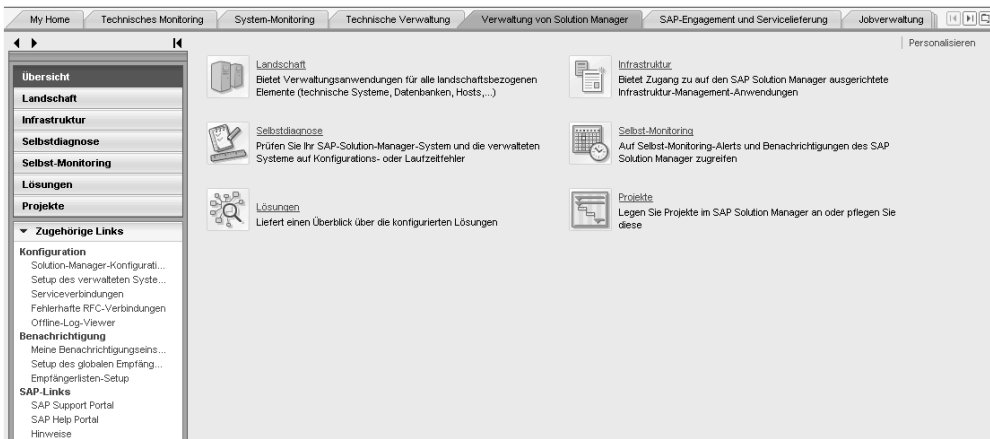 My Home
Technisches Monitoring
System-Monitoring
Technische Verwaltung
Verwaltung von Solution Manager
SAP-Engagement und Servicelieferung
Jobverwaltung
Personalisieren
Übersicht
Landschaft
Infrastruktur
Selbstdiagnose
Selbst-Monitoring
Lösungen
Projekte
Zugehörige Links
Konfiguration
Solution-Manager-Konfigurati...
Setup des verwalteten Syste...
Serviceverbindungen
Fehlerhafte RFC-Verbindungen
Offline-Log-Viewer
Benachrichtigung
Meine Benachrichtigungseins...
Setup des globalen Empfäng...
Empfängerlisten-Setup
SAP-Links
SAP Support Portal
SAP Help Portal
Hinweise
Landschaft
Bietet Verwaltungsanwendungen für alle landschaftsbezogenen
Elemente (technische Systeme, Datenbanken, Hosts,...)
Infrastruktur
Bietet Zugang zu auf den SAP Solution Manager ausgerichtete
Infrastruktur-Management-Anwendungen
Selbstdiagnose
Prüfen Sie Ihr SAP-Solution-Manager-System und die verwalteten
Systeme auf Konfigurations- oder Laufzeitfehler
Selbst-Monitoring
Auf Selbst-Monitoring-Alerts und Benachrichtigungen des SAP
Solution Manager zugreifen
Lösungen
Liefert einen Überblick über die konfigurierten Lösungen
Projekte
Legen Sie Projekte im SAP Solution Manager an oder pflegen Sie
diese